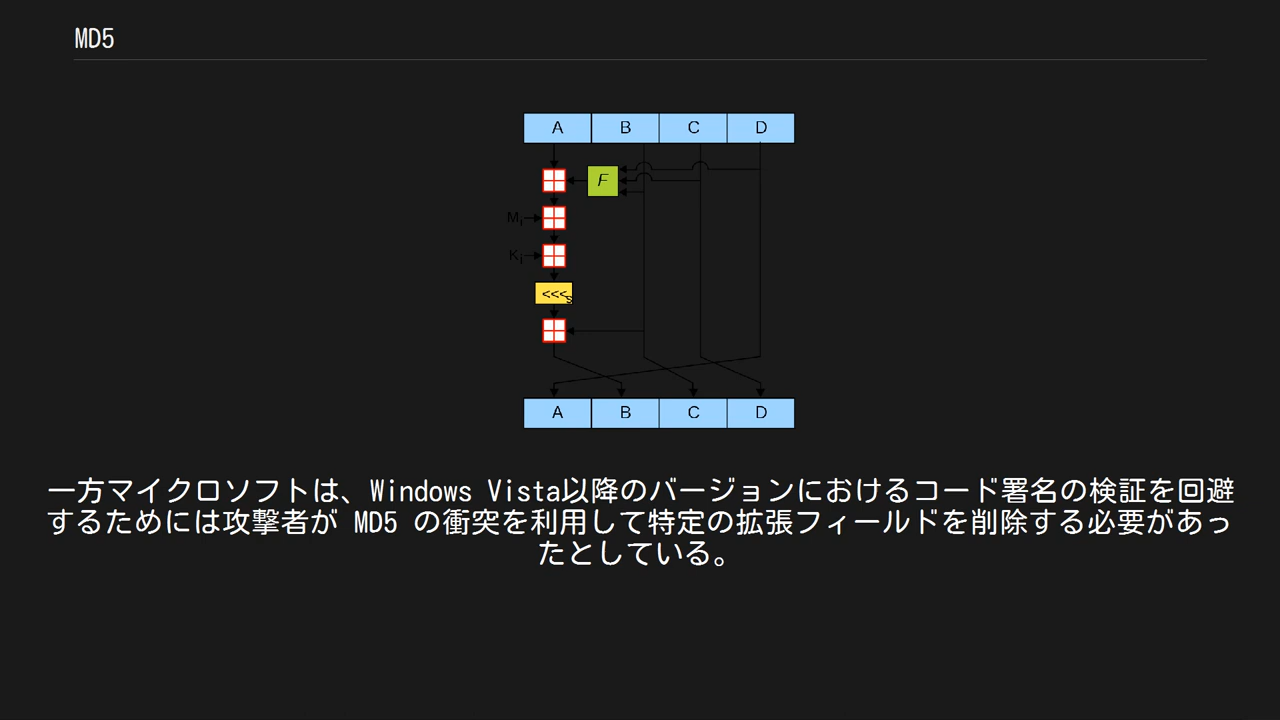 MD5
A B C D
F
Mi
Ki
<<<s
A B C D
一方マイクロソフトは、Windows Vista以降のバージョンにおけるコード署名の検証を回避
するためには攻撃者が MD5 の衝突を利用して特定の拡張フィールドを削除する必要があっ
たとしている。